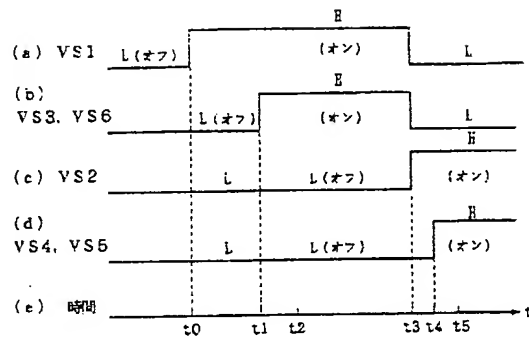 H
(a) VS1 L(オフ) (オン) L
(b) H
VS3、VS6 L(オフ) (オン) L
H
(c) VS2 L L(オフ) (オン)
(d) H
VS4、VS5 L L(オフ) (オン)
(e) 時間 t
t0 t1 t2 t3 t4 t5